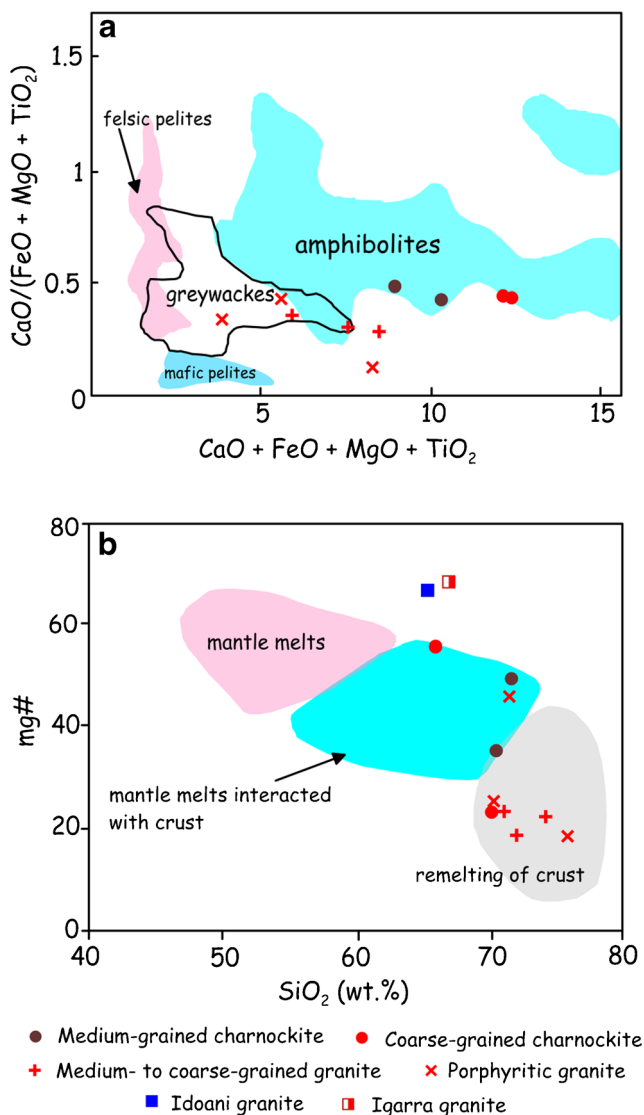 a
CaO/(FeO + MgO + TiO₂)
1.5
1
0.5
0
felsic pelites
amphibolites
greywackes
mafic pelites
5
10
15
CaO + FeO + MgO + TiO₂
b
mg#
80
60
40
20
0
mantle melts
mantle melts interacted
with crust
remelting of crust
40
50
60
70
80
SiO₂ (wt.%)
Medium-grained charnockite
Coarse-grained charnockite
Medium- to coarse-grained granite
Porphyritic granite
Idoani granite
Igarra granite